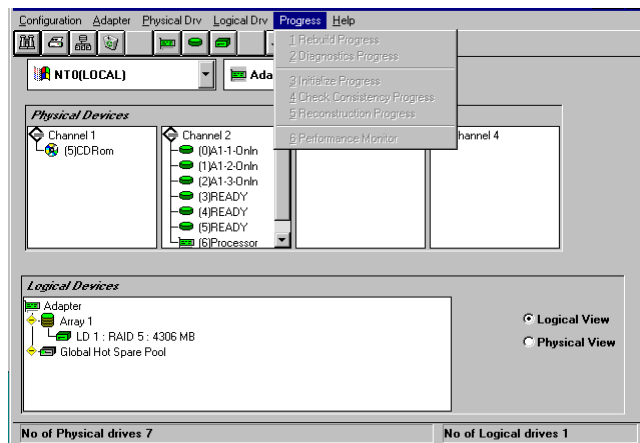 Configuration Adapter Physical Drv Logical Drv Progress Help
1 Rebuild Progress
2 Diagnostics Progress
3 Initialize Progress
4 Check Consistency Progress
5 Reconstruction Progress
6 Performance Monitor
NT0(LOCAL)
Ada
Physical Devices
Channel 1
(5)CDRom
Channel 2
(0)A1-1-OnIn
(1)A1-2-OnIn
(2)A1-3-OnIn
(3)READY
(4)READY
(5)READY
(6)Processor
hannel 4
Logical Devices
Adapter
Array 1
LD 1 : RAID 5 : 4306 MB
Global Hot Spare Pool
Logical View
Physical View
No of Physical drives 7
No of Logical drives 1